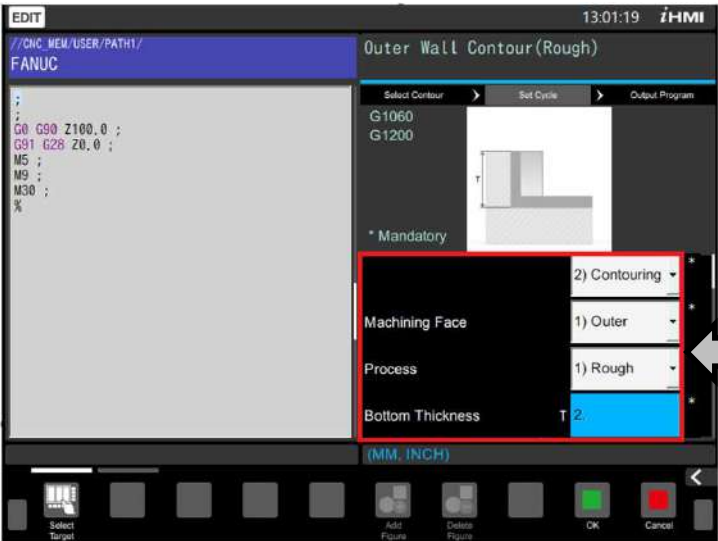 EDIT
13:01:19 iHMI
//CNC_MEM/USER/PATH1/
FANUC
Outer Wall Contour(Rough)
Select Contour
Set Cycle
Output Program
;
;
G0 G90 Z100.0 ;
G91 G28 Z0.0 ;
M5 ;
M9 ;
M30 ;
%
G1060
G1200
T
* Mandatory
2) Contouring *
Machining Face 1) Outer *
Process 1) Rough
Bottom Thickness T 2. *
(MM, INCH)
Select
Target
Add
Figure
Delete
Figure
OK
Cancel